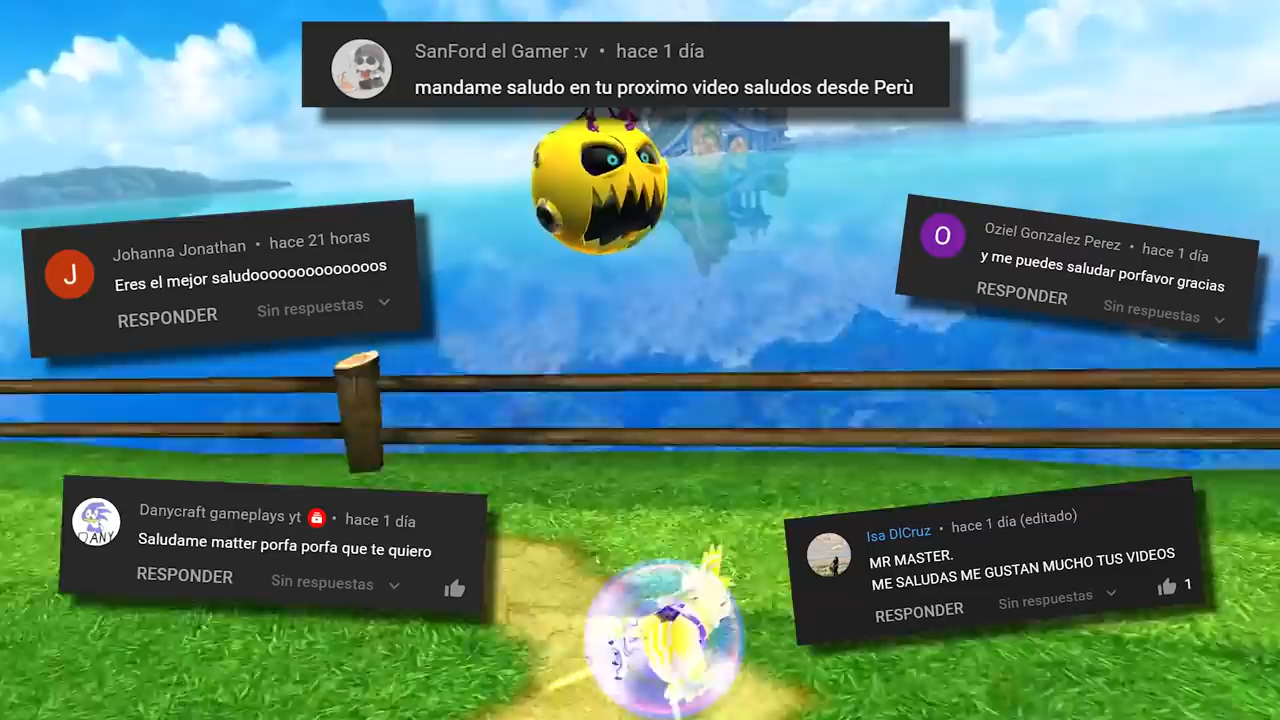 SanFord el Gamer :v • hace 1 día
mandame saludo en tu proximo video saludos desde Perù
Johanna Jonathan • hace 21 horas
Eres el mejor saludoooooooooooooos
RESPONDER Sin respuestas
J
O
Oziel Gonzalez Perez • hace 1 día
y me puedes saludar porfavor gracias
RESPONDER Sin respuestas
Danycraft gameplays yt • hace 1 día
Saludame matter porfa porfa que te quiero
RESPONDER Sin respuestas
DANY
Isa DlCruz • hace 1 día (editado)
MR MASTER.
ME SALUDAS ME GUSTAN MUCHO TUS VIDEOS
RESPONDER Sin respuestas 1